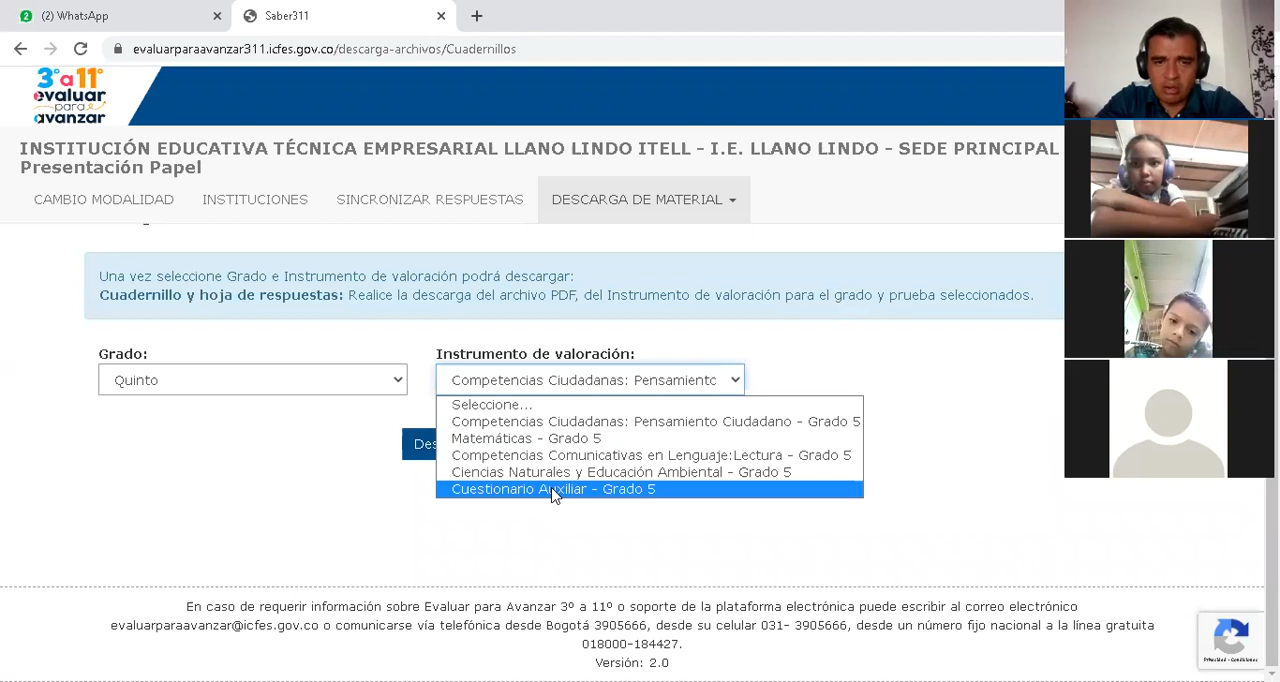 (2) WhatsApp
Saber311
evaluarparaavanzar311.icfes.gov.co/descarga-archivos/Cuadernillos
3° a 11°
evaluar
para
avanzar
INSTITUCIÓN EDUCATIVA TÉCNICA EMPRESARIAL LLANO LINDO ITELL - I.E. LLANO LINDO - SEDE PRINCIPAL
Presentación Papel
CAMBIO MODALIDAD INSTITUCIONES SINCRONIZAR RESPUESTAS DESCARGA DE MATERIAL
Una vez seleccione Grado e Instrumento de valoración podrá descargar:
Cuadernillo y hoja de respuestas: Realice la descarga del archivo PDF, del Instrumento de valoración para el grado y prueba seleccionados.
Grado: Instrumento de valoración:
Quinto Competencias Ciudadanas: Pensamiento
Seleccione...
Competencias Ciudadanas: Pensamiento Ciudadano - Grado 5
Matemáticas - Grado 5
Competencias Comunicativas en Lenguaje:Lectura - Grado 5
Ciencias Naturales y Educación Ambiental - Grado 5
Cuestionario Auxiliar - Grado 5
En caso de requerir información sobre Evaluar para Avanzar 3º a 11º o soporte de la plataforma electrónica puede escribir al correo electrónico
evaluarparaavanzar@icfes.gov.co o comunicarse vía telefónica desde Bogotá 3905666, desde su celular 031- 3905666, desde un número fijo nacional a la línea gratuita
018000-184427.
Versión: 2.0
Privacidad - Condiciones